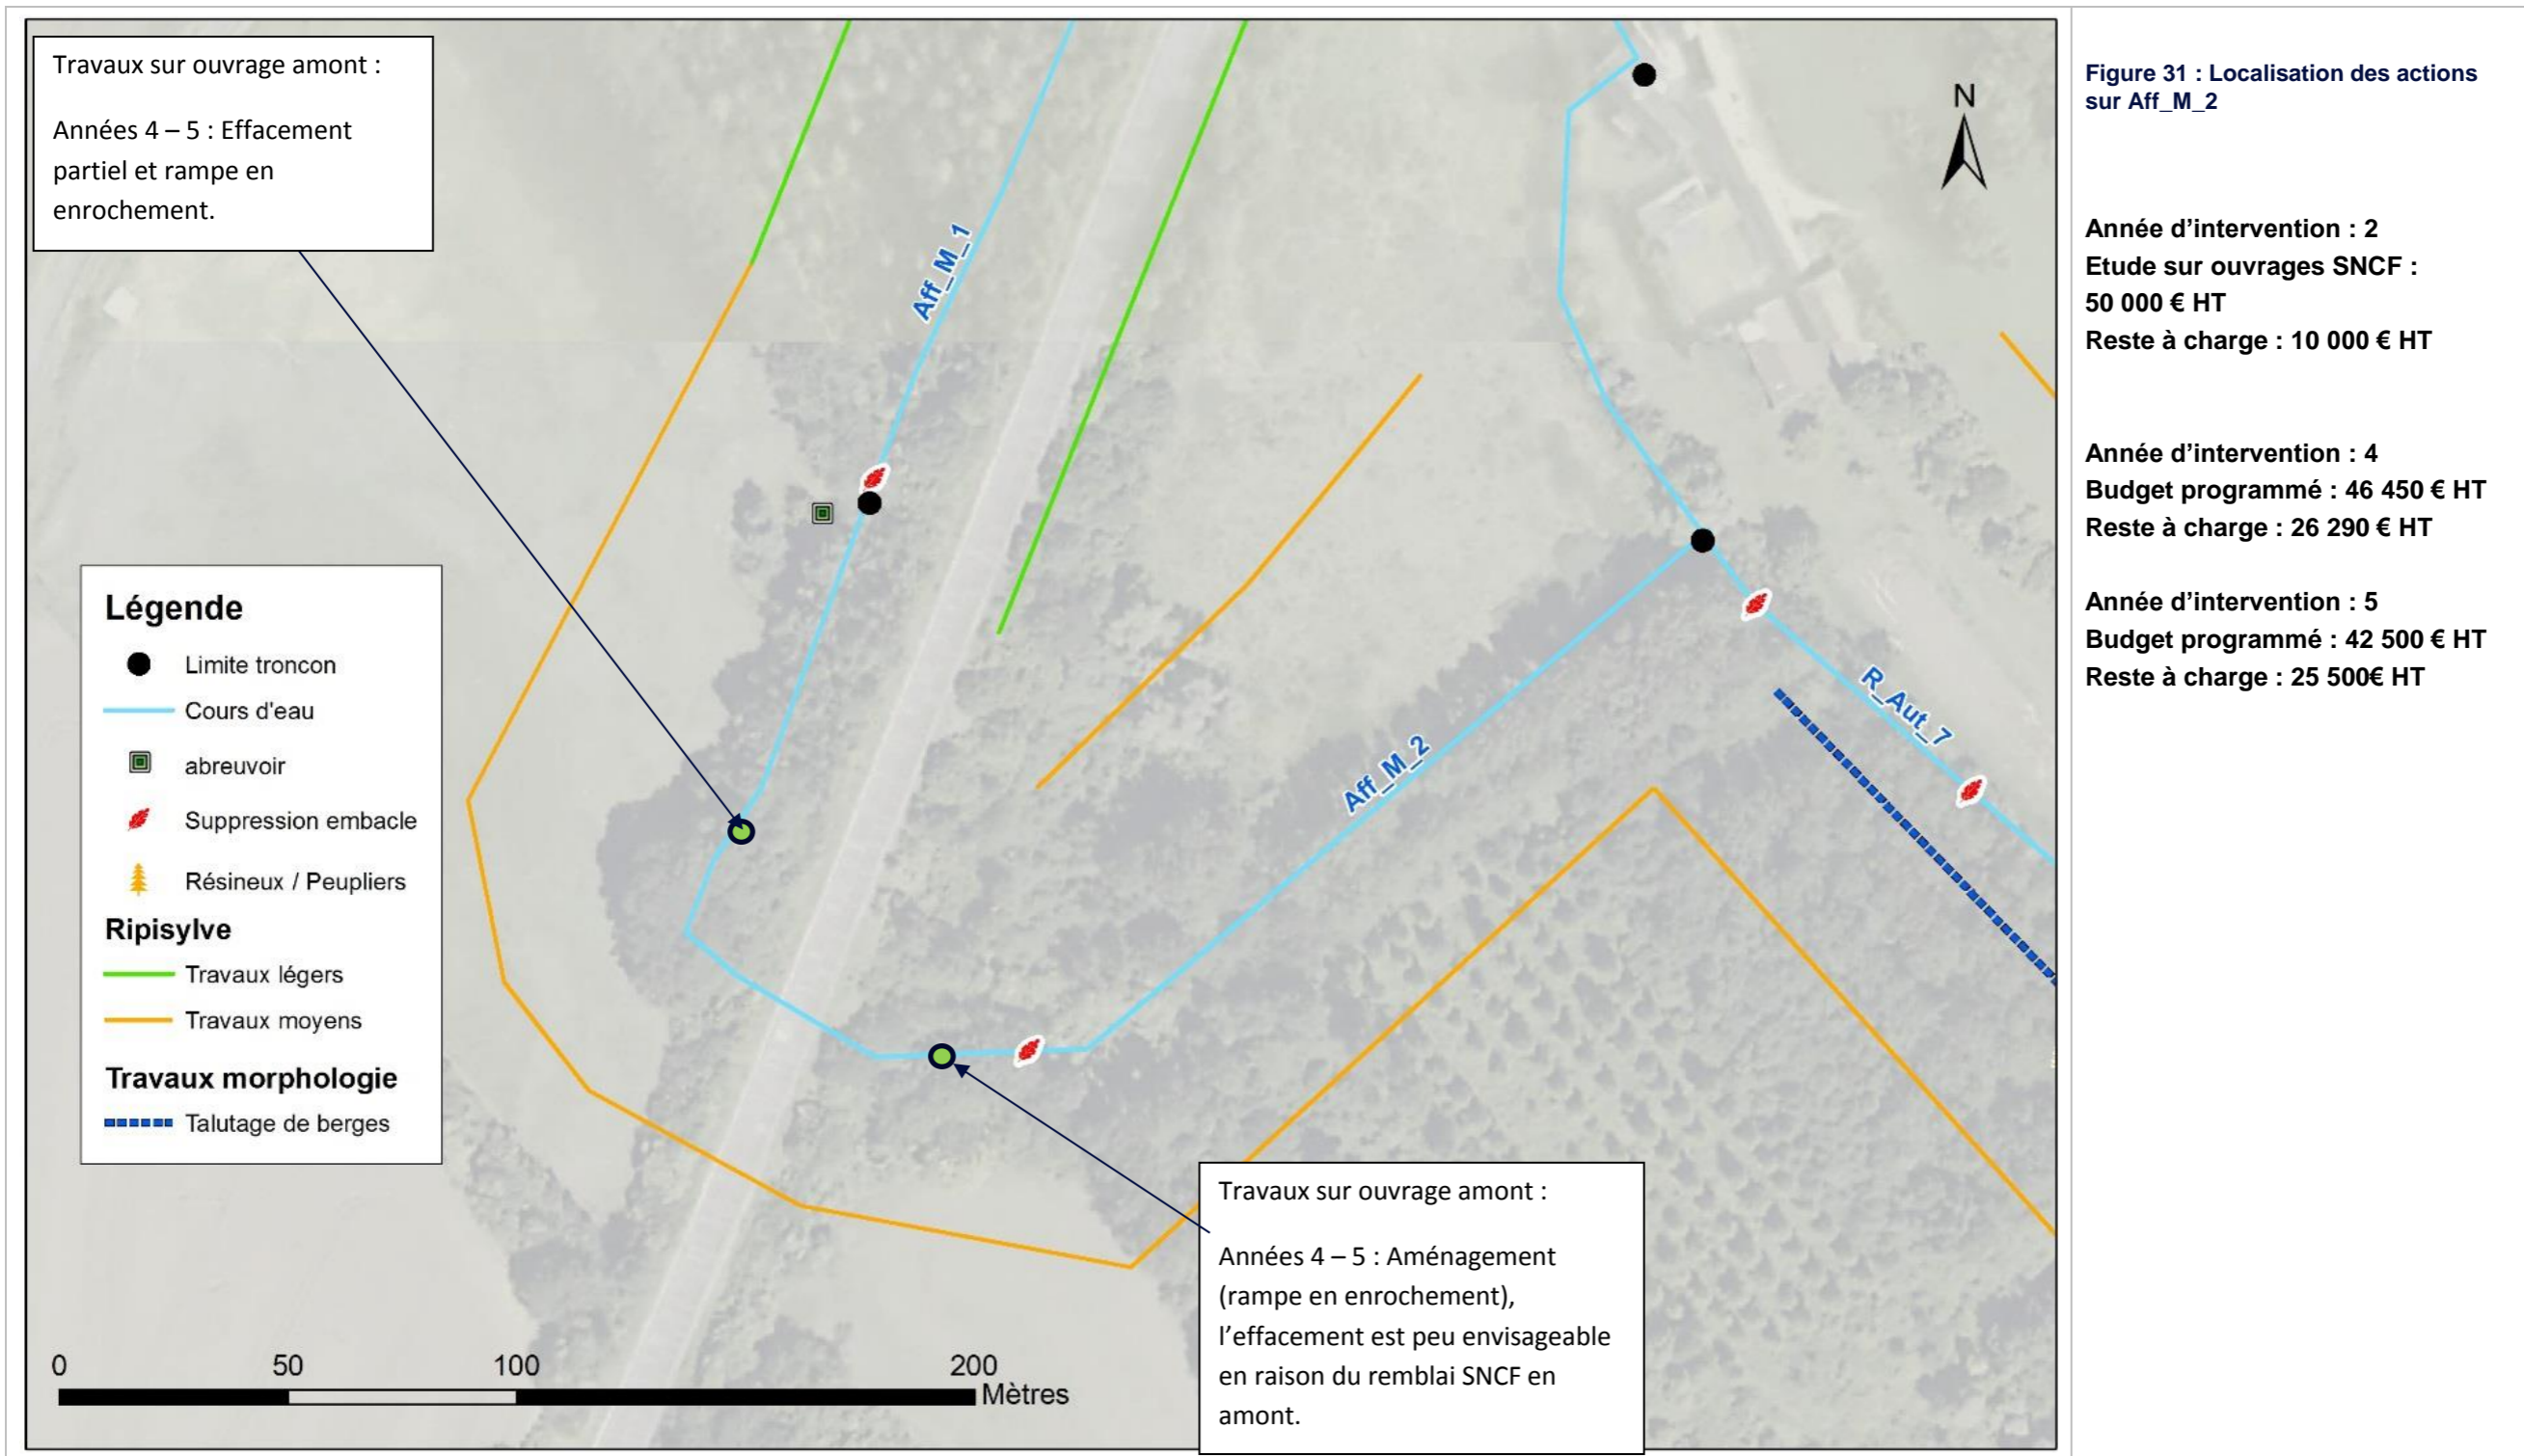 Travaux sur ouvrage amont :
Années 4 – 5 : Effacement
partiel et rampe en
enrochement.
N
Aff_M_1
Aff_M_2
R_Aut_7
Légende
Limite troncon
Cours d'eau
abreuvoir
Suppression embacle
Résineux / Peupliers
Ripisylve
Travaux légers
Travaux moyens
Travaux morphologie
Talutage de berges
Travaux sur ouvrage amont :
Années 4 – 5 : Aménagement
(rampe en enrochement),
l’effacement est peu envisageable
en raison du remblai SNCF en
amont.
0 50 100 200
Mètres
Figure 31 : Localisation des actions
sur Aff_M_2
Année d’intervention : 2
Etude sur ouvrages SNCF :
50 000 € HT
Reste à charge : 10 000 € HT
Année d’intervention : 4
Budget programmé : 46 450 € HT
Reste à charge : 26 290 € HT
Année d’intervention : 5
Budget programmé : 42 500 € HT
Reste à charge : 25 500€ HT